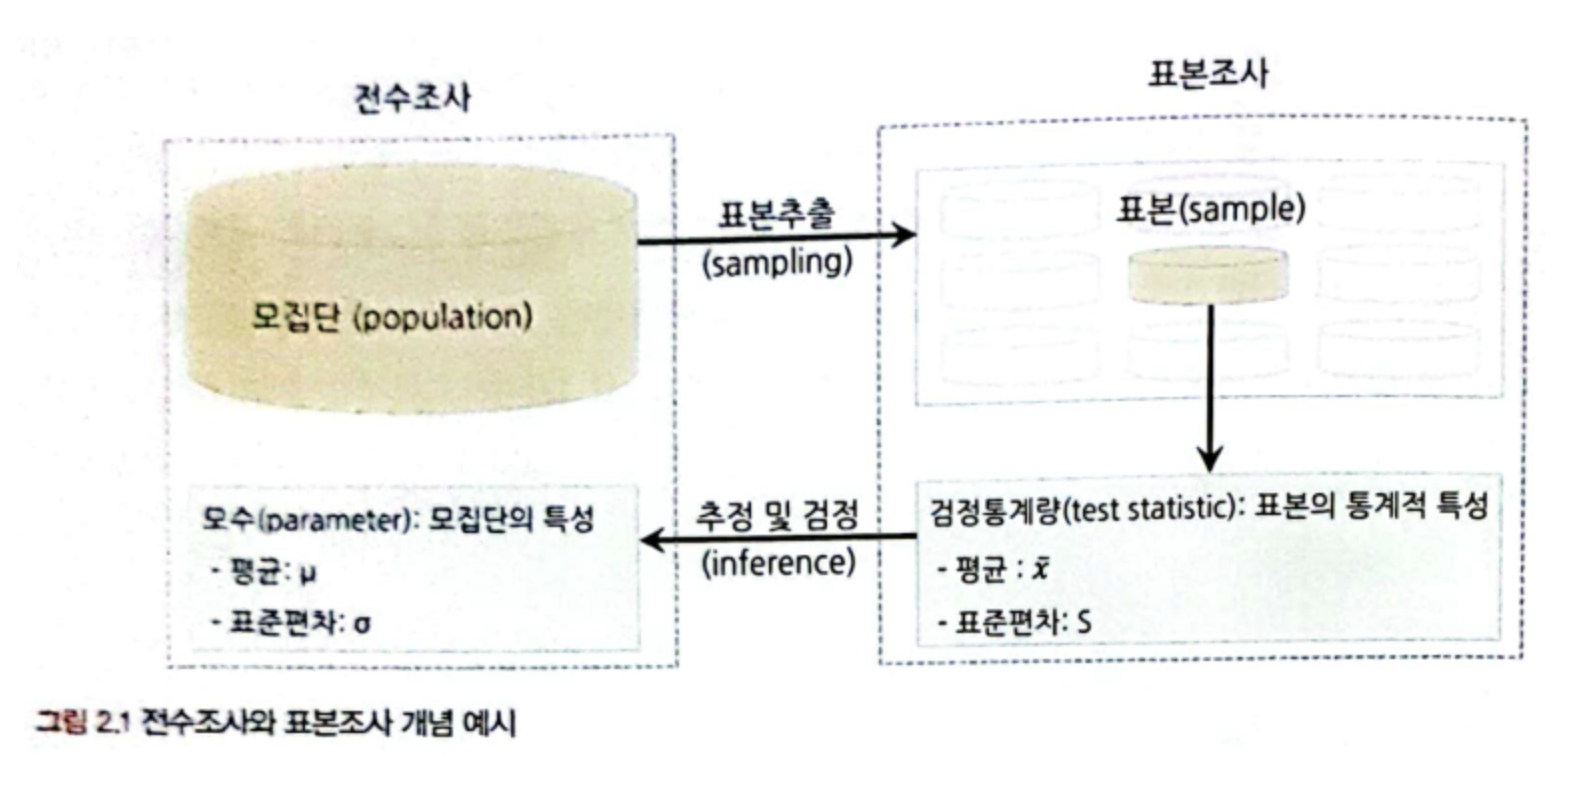 전수조사
표본조사
모집단 (population)
표본추출
(sampling)
표본(sample)
모수(parameter): 모집단의 특성
- 평균: μ
- 표준편차: σ
추정 및 검정
(inference)
검정통계량(test statistic): 표본의 통계적 특성
- 평균 : x̄
- 표준편차: S
그림 2.1 전수조사와 표본조사 개념 예시